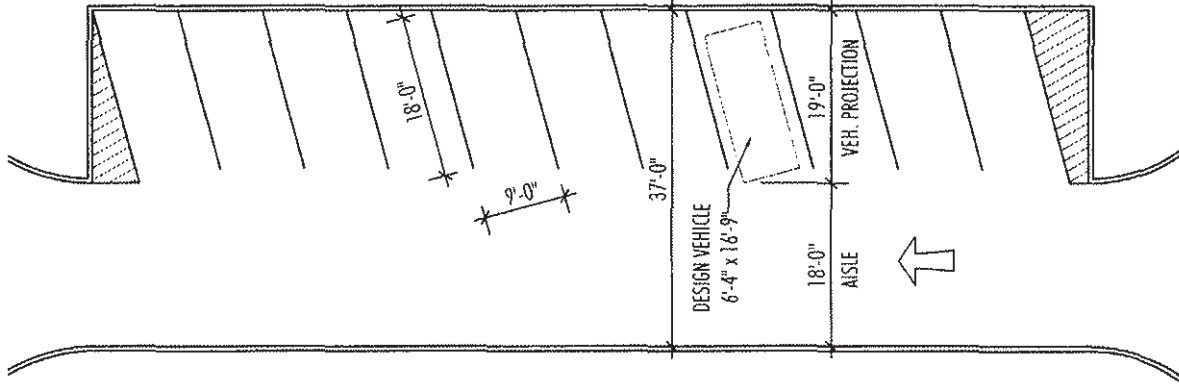 18'-0"
9'-0"
37'-0"
DESIGN VEHICLE
6'-4" x 16'-9"
19'-0"
VEH. PROJECTION
18'-0"
AISLE